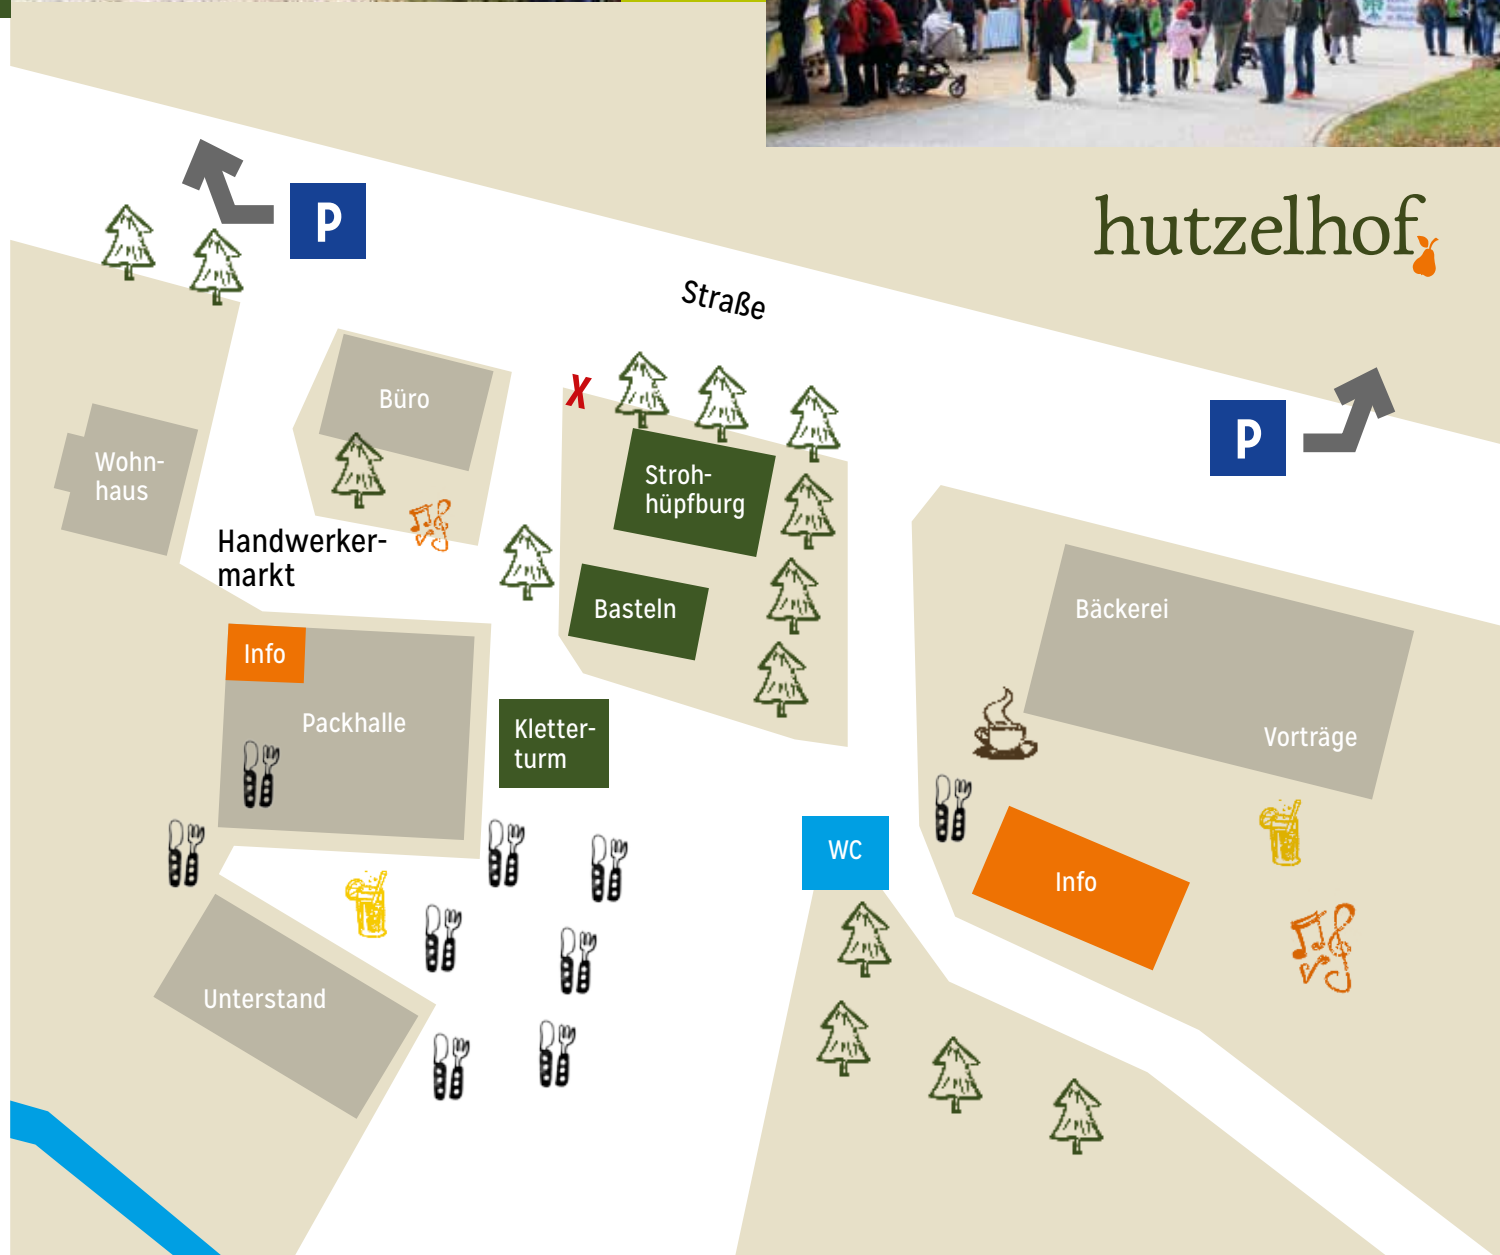 hutzelhof
P
Straße
Büro
X
P
Wohn-
haus
Stroh-
hüpfburg
Handwerker-
markt
Basteln
Bäckerei
Info
Packhalle
Kletter-
turm
Vorträge
WC
Info
Unterstand